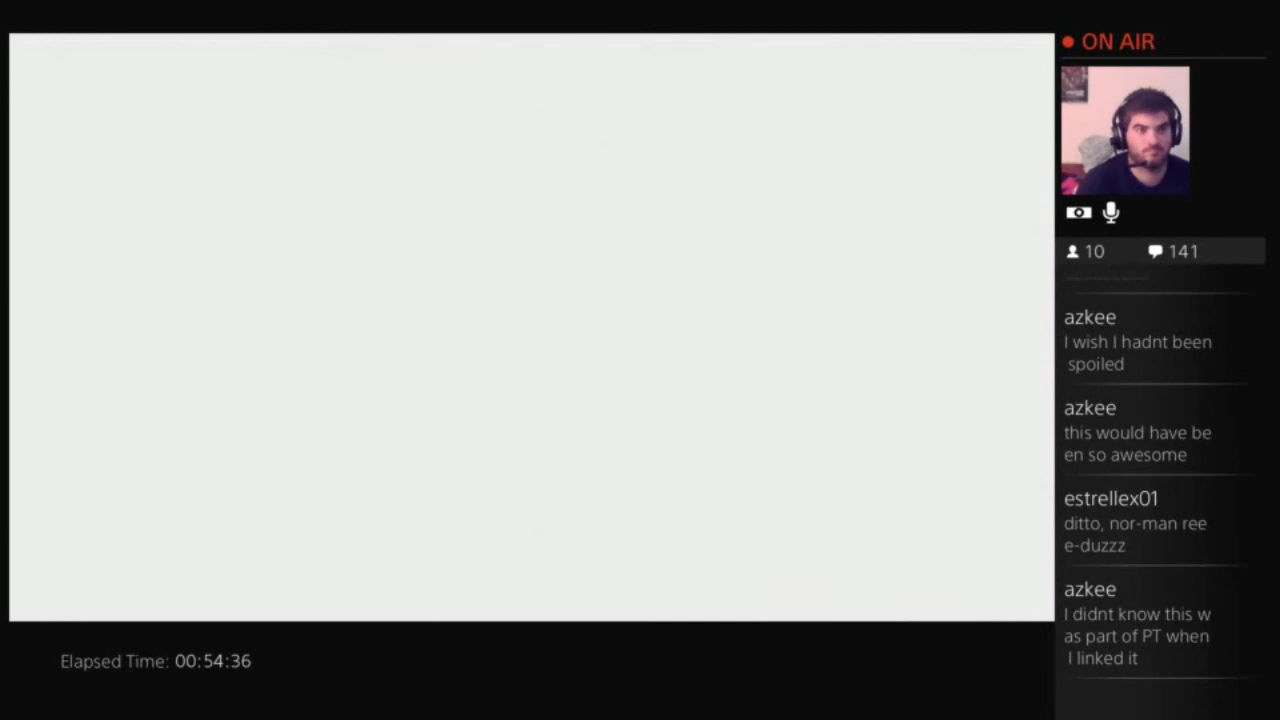 ON AIR
10 141
azkee
I wish I hadnt been
spoiled
azkee
this would have be
en so awesome
estrellex01
ditto, nor-man ree
e-duzzz
azkee
I didnt know this w
as part of PT when
I linked it
Elapsed Time: 00:54:36